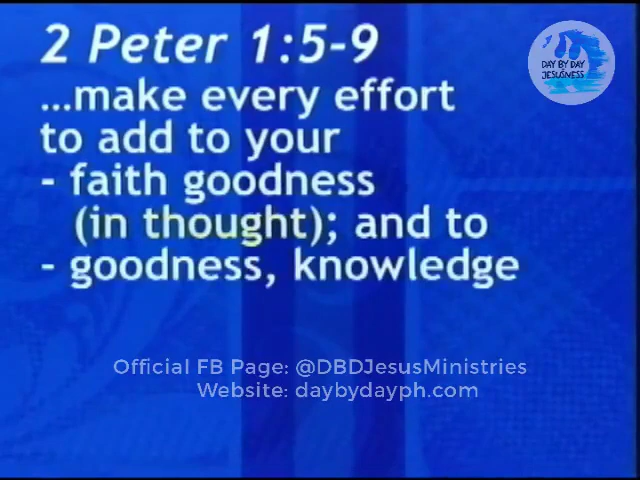 2 Peter 1:5-9
...make every effort
to add to your
- faith goodness
(in thought); and to
- goodness, knowledge
DAY BY DAY
JESUSNESS
Official FB Page: @DBDJesusMinistries
Website: daybydayph.com